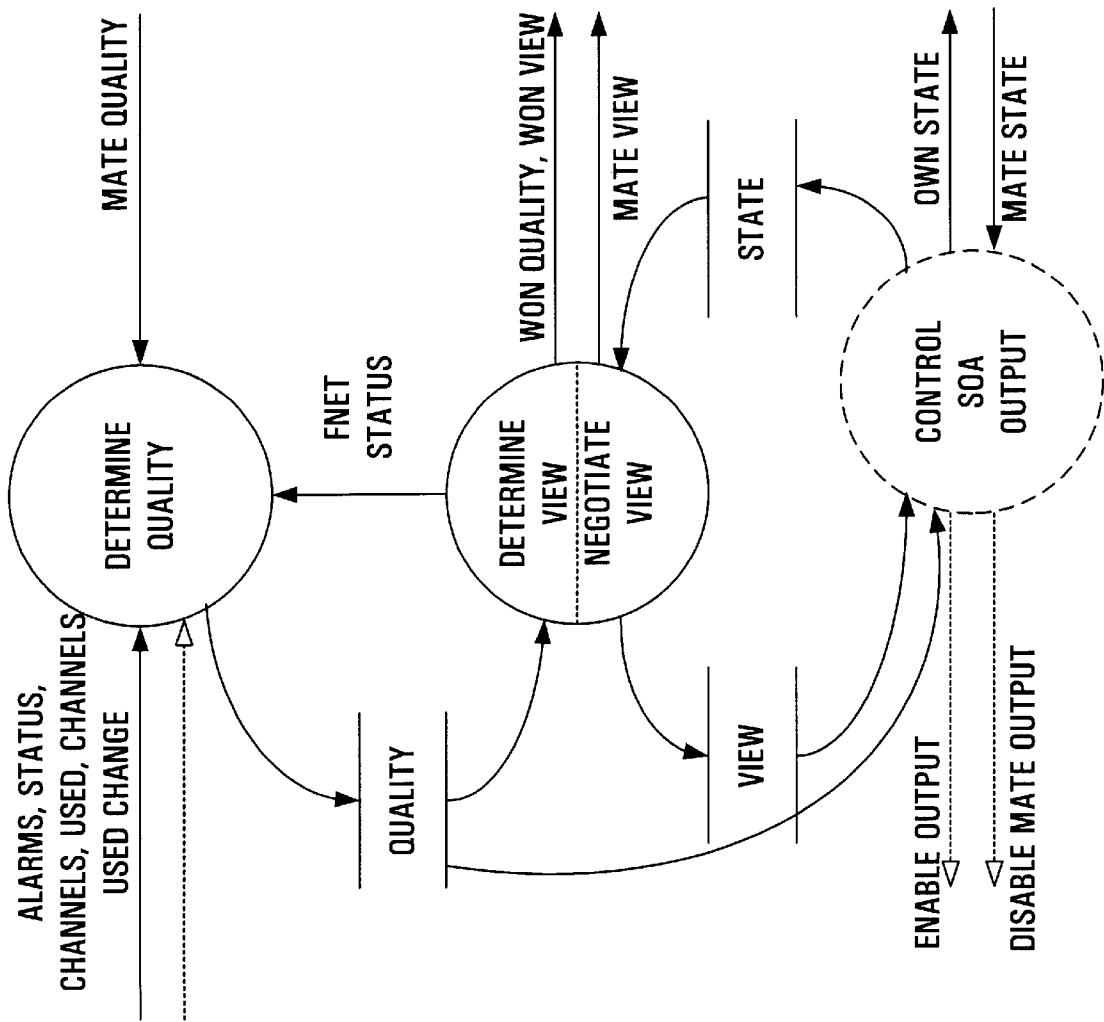 ALARMS, STATUS,
CHANNELS, USED, CHANNELS
USED CHANGE
DETERMINE
QUALITY
MATE QUALITY
QUALITY
FNET
STATUS
DETERMINE
VIEW
NEGOTIATE
VIEW
WON QUALITY, WON VIEW
MATE VIEW
VIEW
STATE
ENABLE OUTPUT
DISABLE MATE OUTPUT
CONTROL
SOA
OUTPUT
OWN STATE
MATE STATE